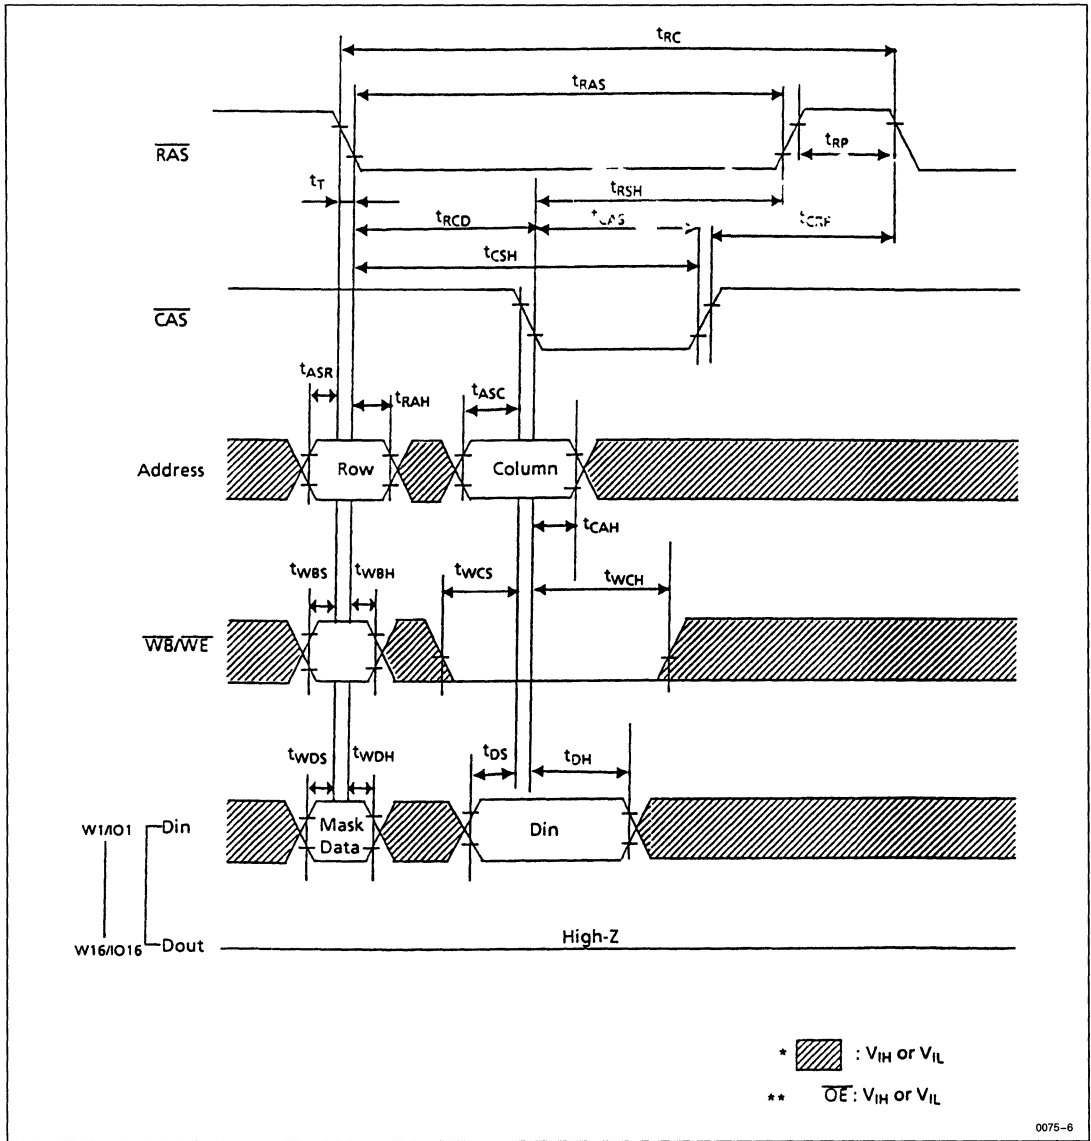 tRC
tRAS
RAS
tRP
tT
tRSH
tRCD
tCAS
tCRP
tCSH
CAS
tASR
tRAH
tASC
Address
Row
Column
tCAH
tWBS
tWBH
tWCS
tWCH
WB/WE
tWDS
tWDH
tDS
tDH
W1/IO1
Din
Mask
Data
Din
W16/IO16
Dout
High-Z
* : VIH or VIL
** OE : VIH or VIL
0075-6